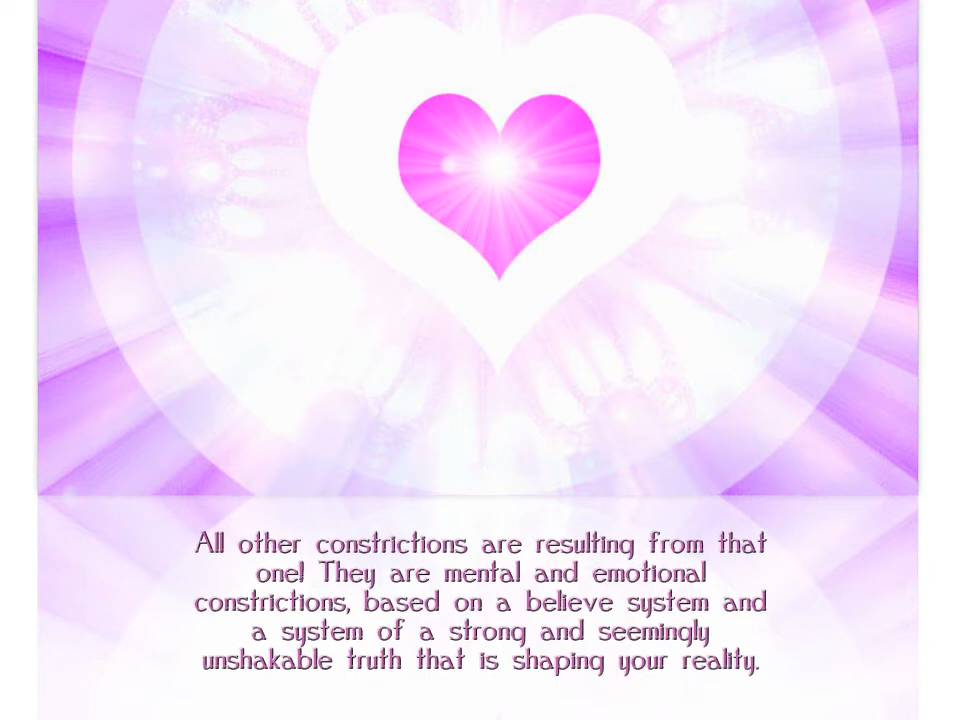 All other constrictions are resulting from that
one! They are mental and emotional
constrictions, based on a believe system and
a system of a strong and seemingly
unshakable truth that is shaping your reality.